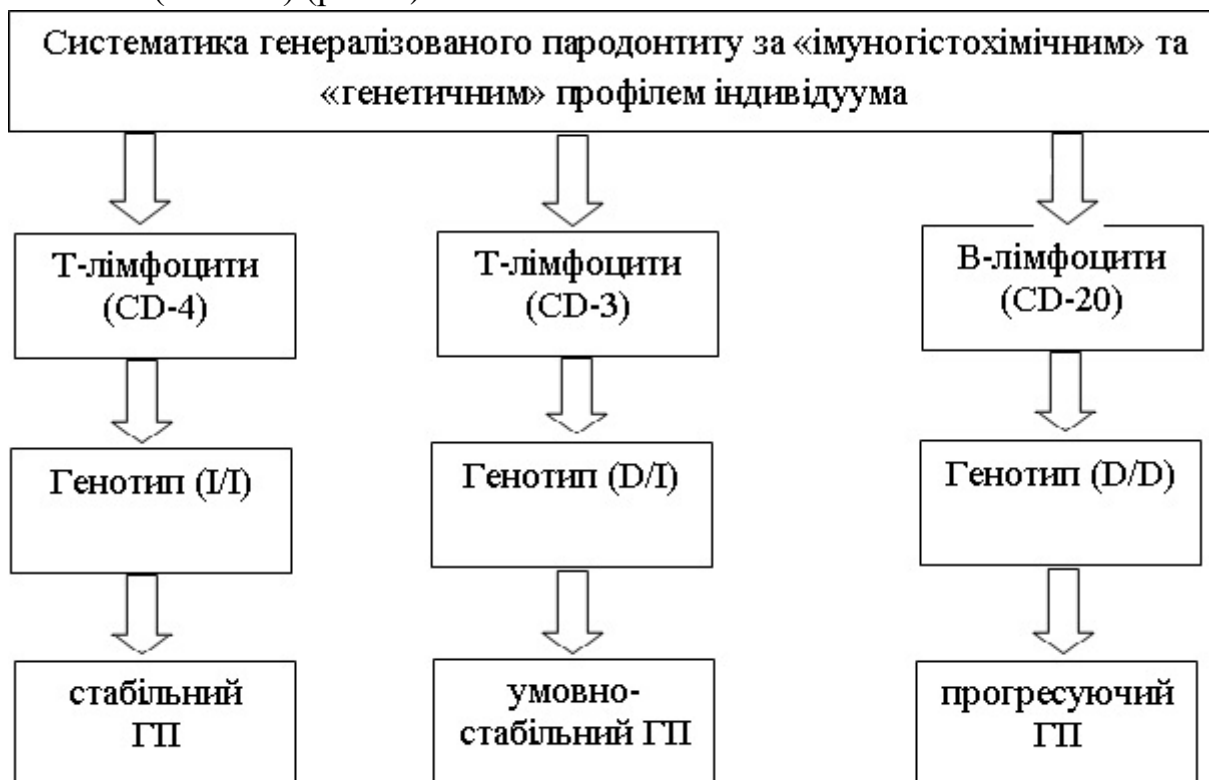 Систематика генералізованого пародонтиту за «імуногістохімічним» та
«генетичним» профілем індивідуума
Т-лімфоцити
(CD-4)
Т-лімфоцити
(CD-3)
В-лімфоцити
(CD-20)
Генотип (I/I)
Генотип (D/I)
Генотип (D/D)
стабільний
ГП
умовно-
стабільний ГП
прогресуючий
ГП